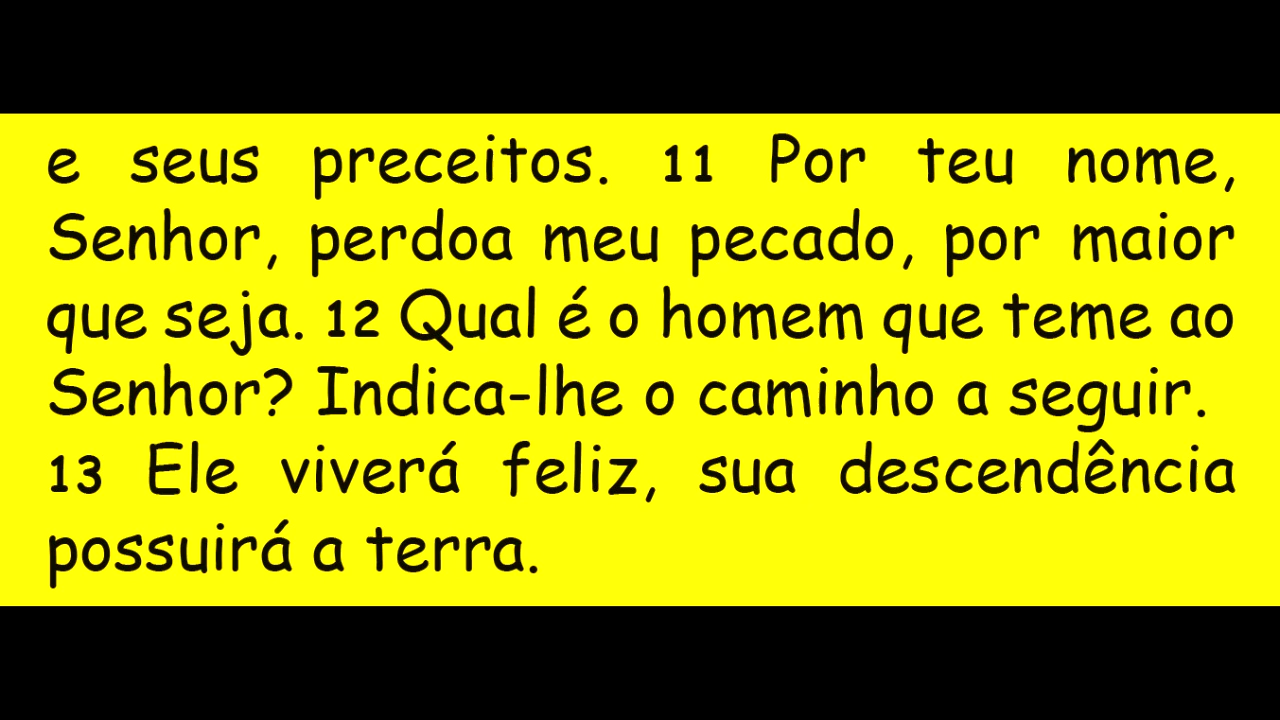 e seus preceitos. 11 Por teu nome,
Senhor, perdoa meu pecado, por maior
que seja. 12 Qual é o homem que teme ao
Senhor? Indica-lhe o caminho a seguir.
13 Ele viverá feliz, sua descendência
possuirá a terra.